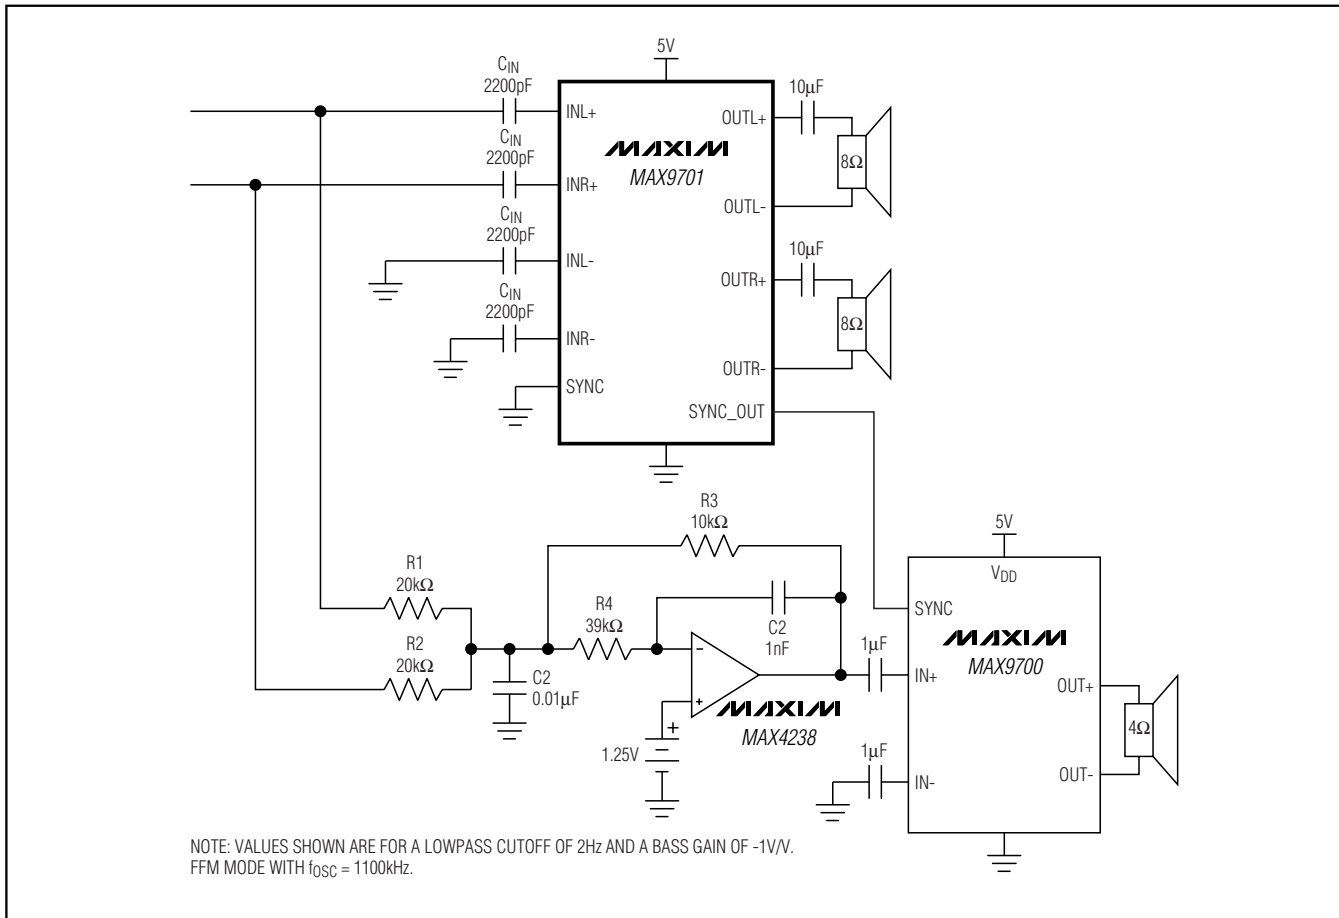 5V
CIN
2200pF
INL+
OUTL+
10µF
8Ω
CIN
2200pF
INR+
MAXIM
MAX9701
OUTL-
CIN
2200pF
INL-
OUTR+
10µF
8Ω
CIN
2200pF
INR-
OUTR-
SYNC
SYNC_OUT
R3
10kΩ
R1
20kΩ
R2
20kΩ
R4
39kΩ
C2
1nF
C2
0.01µF
−
+
+
1.25V
MAXIM
MAX4238
5V
VDD
SYNC
MAXIM
MAX9700
1µF
IN+
OUT+
4Ω
1µF
IN-
OUT-
NOTE: VALUES SHOWN ARE FOR A LOWPASS CUTOFF OF 2Hz AND A BASS GAIN OF -1V/V.
FFM MODE WITH fOSC = 1100kHz.